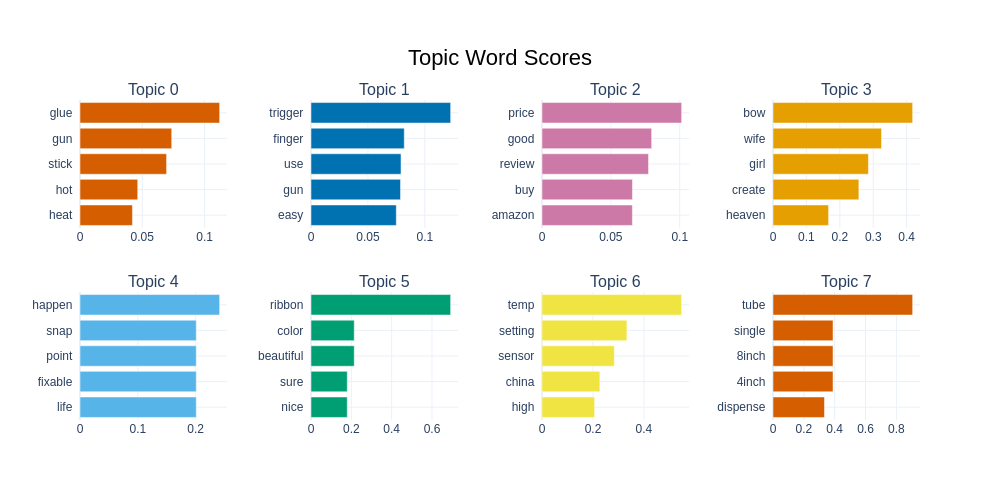 Topic Word Scores
Topic 0
glue
gun
stick
hot
heat
0 0.05 0.1
Topic 1
trigger
finger
use
gun
easy
0 0.05 0.1
Topic 2
price
good
review
buy
amazon
0 0.05 0.1
Topic 3
bow
wife
girl
create
heaven
0 0.1 0.2 0.3 0.4
Topic 4
happen
snap
point
fixable
life
0 0.1 0.2
Topic 5
ribbon
color
beautiful
sure
nice
0 0.2 0.4 0.6
Topic 6
temp
setting
sensor
china
high
0 0.2 0.4
Topic 7
tube
single
8inch
4inch
dispense
0 0.2 0.4 0.6 0.8